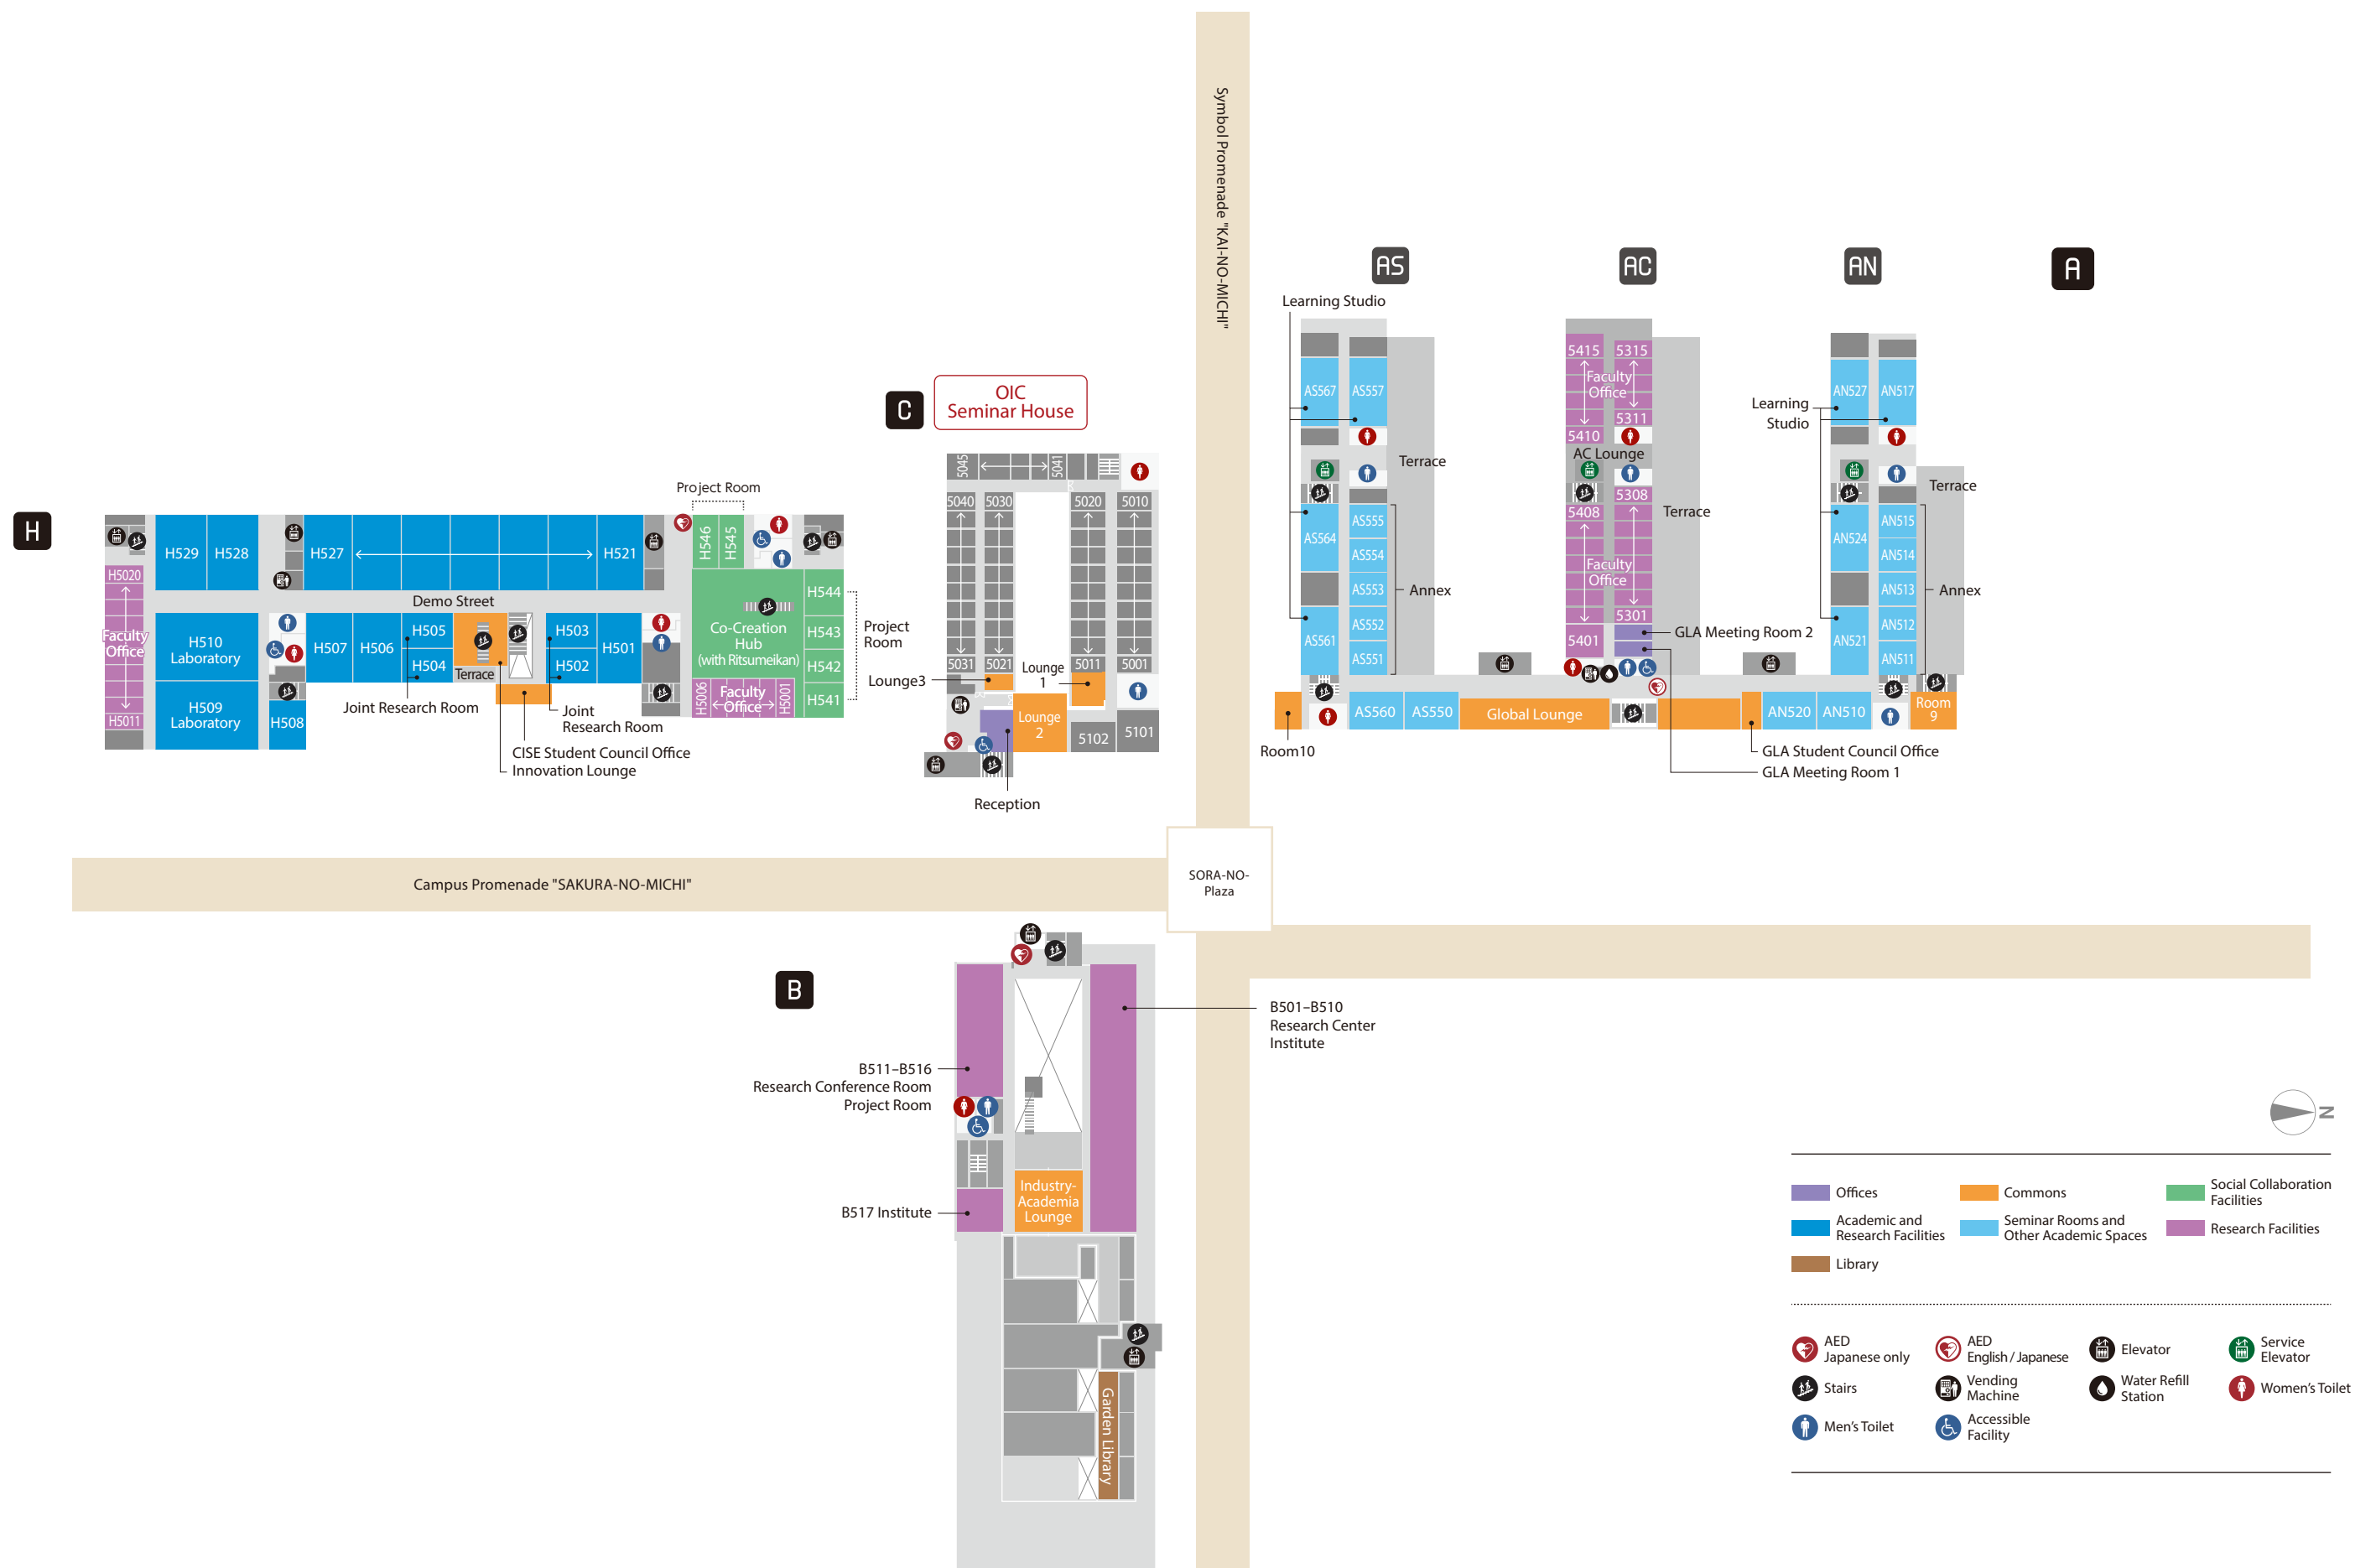 Symbol Promenade "KAI-NO-MICHI"
AS
AC
AN
A
Learning Studio
AS567
AS557
Terrace
AS564
AS555
AS554
AS553
AS552
AS551
AS561
Annex
AS560
AS550
Room10
5415
5315
Faculty
Office
5311
5410
AC Lounge
5308
5408
Terrace
Faculty
Office
5301
5401
GLA Meeting Room 2
Global Lounge
Learning
Studio
AN527
AN517
Terrace
AN524
AN515
AN514
AN513
AN512
AN511
AN521
Annex
AN520
AN510
Room
9
GLA Student Council Office
GLA Meeting Room 1
C
OIC
Seminar House
5045
5041
5040
5030
5020
5010
5031
5021
5011
5001
Lounge
1
Lounge3
Lounge
2
5102
5101
Reception
H
Project Room
H529
H528
H527
H521
H546
H545
H5020
Faculty
Office
H5011
Demo Street
H510
Laboratory
H509
Laboratory
H508
H507
H506
H505
H504
Terrace
H503
H502
H501
Co-Creation
Hub
(with Ritsumeikan)
H544
H543
H542
H541
Project
Room
H5006
Faculty
Office
H5001
Joint Research Room
Joint
Research Room
CISE Student Council Office
Innovation Lounge
Campus Promenade "SAKURA-NO-MICHI"
SORA-NO-
Plaza
B
B501–B510
Research Center
Institute
B511–B516
Research Conference Room
Project Room
B517 Institute
Industry-
Academia
Lounge
Garden Library
N
Offices
Commons
Social Collaboration
Facilities
Academic and
Research Facilities
Seminar Rooms and
Other Academic Spaces
Research Facilities
Library
AED
Japanese only
AED
English / Japanese
Elevator
Service
Elevator
Stairs
Vending
Machine
Water Refill
Station
Women's Toilet
Men's Toilet
Accessible
Facility